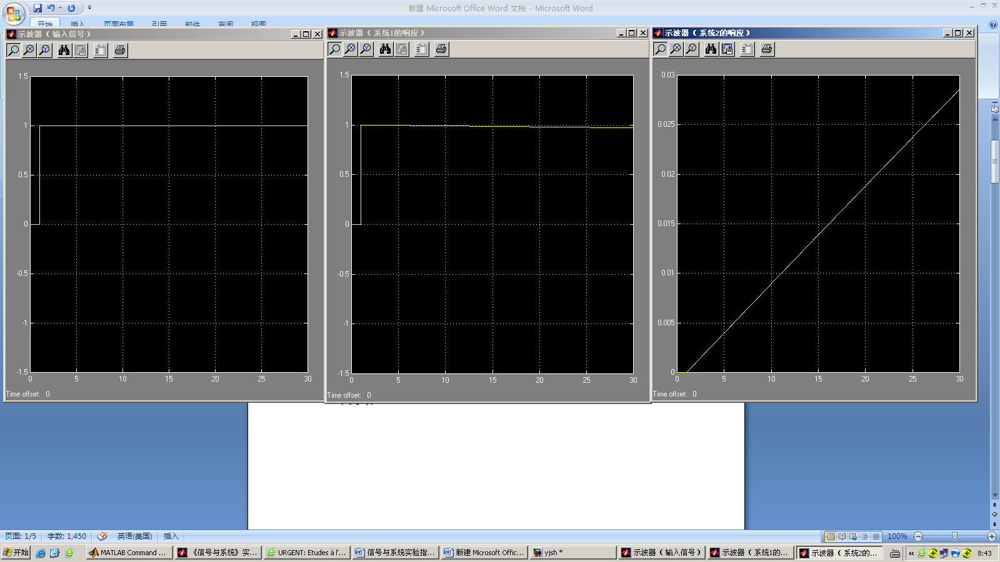 新建 Microsoft Office Word 文档 - Microsoft Word
开始 插入 页面布局 引用 邮件 审阅 视图
示波器（输入信号）
1.5
1
0.5
0
-0.5
-1
-1.5
0 5 10 15 20 25 30
Time offset: 0
示波器（系统1的响应）
1.5
1
0.5
0
-0.5
-1
-1.5
0 5 10 15 20 25 30
Time offset: 0
示波器（系统2的响应）
0.03
0.025
0.02
0.015
0.01
0.005
0
0 5 10 15 20 25 30
Time offset: 0
页面: 1/5 字数: 1,450 英语(美国) 插入 100%
开始 MATLAB Command ... 《信号与系统》实... URGENT: Etudes à l'... 信号与系统实验指... 新建 Microsoft Offic... yjsh * 示波器（输入信号） 示波器（系统1的... 示波器（系统2的... « 8:43